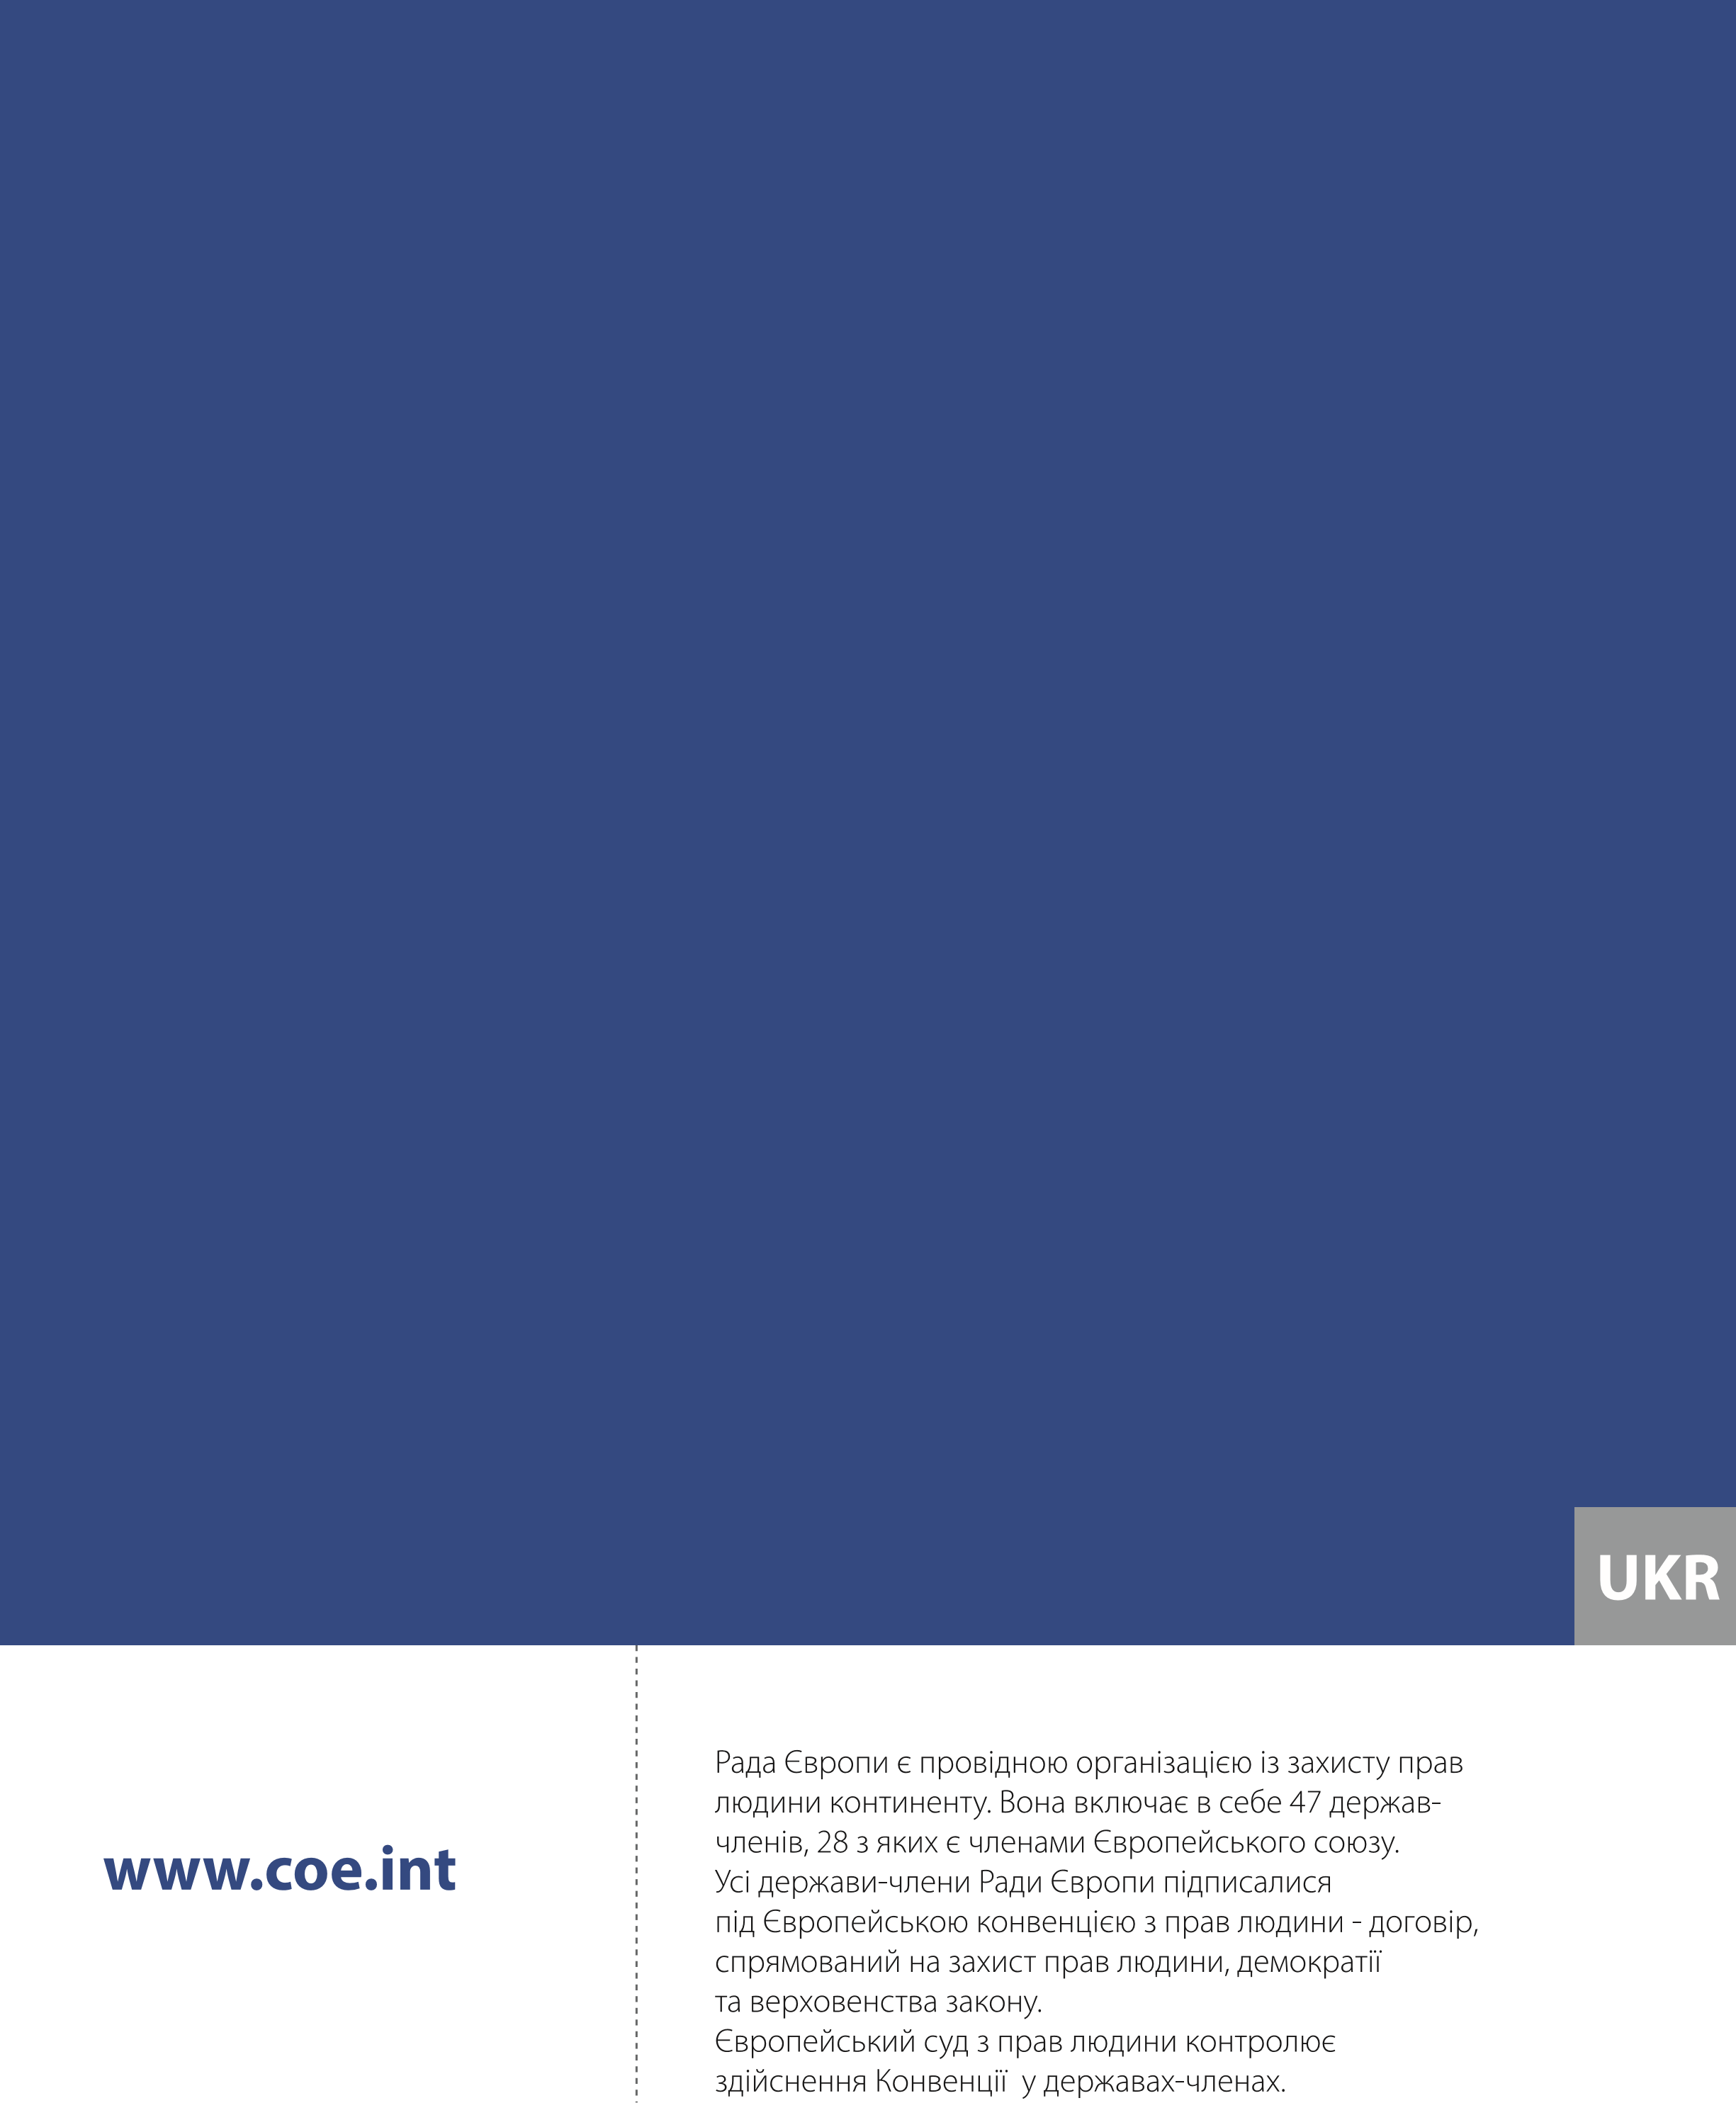 UKR
www.coe.int
Рада Європи є провідною організацією із захисту прав
людини континенту. Вона включає в себе 47 держав-
членів, 28 з яких є членами Європейського союзу.
Усі держави-члени Ради Європи підписалися
під Європейською конвенцією з прав людини - договір,
спрямований на захист прав людини, демократії
та верховенства закону.
Європейський суд з прав людини контролює
здійснення Конвенції  у державах-членах.